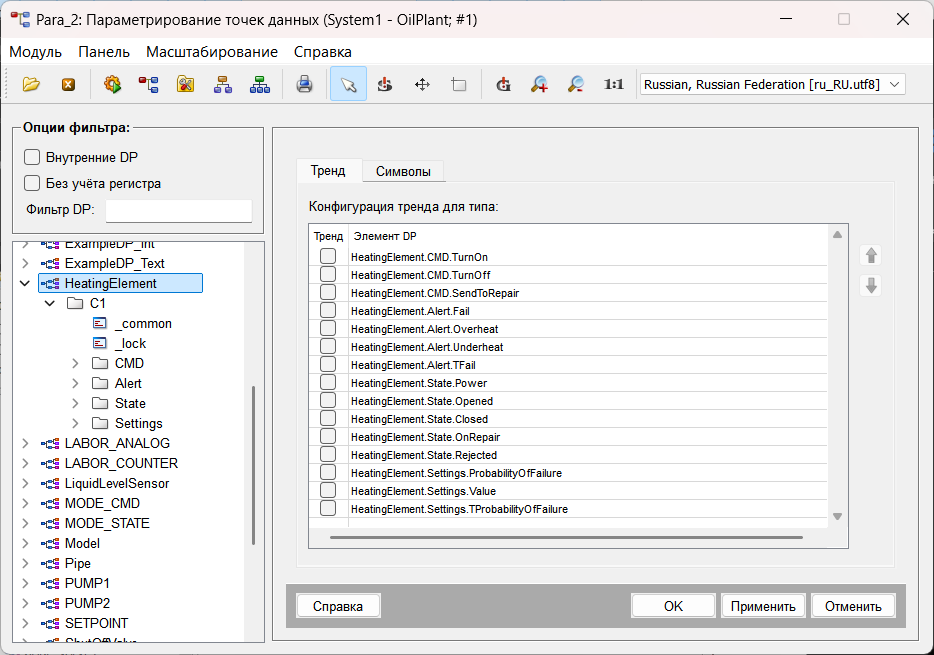 Para_2: Параметрирование точек данных (System1 - OilPlant; #1)
Модуль Панель Масштабирование Справка
1:1 Russian, Russian Federation [ru_RU.utf8]
Опции фильтра:
Внутренние DP
Без учёта регистра
Фильтр DP:
ExampleDP_Int
ExampleDP_Text
HeatingElement
C1
_common
_lock
CMD
Alert
State
Settings
LABOR_ANALOG
LABOR_COUNTER
LiquidLevelSensor
MODE_CMD
MODE_STATE
Model
Pipe
PUMP1
PUMP2
SETPOINT
ShutOffValve
Тренд Символы
Конфигурация тренда для типа:
Тренд Элемент DP
HeatingElement.CMD.TurnOn
HeatingElement.CMD.TurnOff
HeatingElement.CMD.SendToRepair
HeatingElement.Alert.Fail
HeatingElement.Alert.Overheat
HeatingElement.Alert.Underheat
HeatingElement.Alert.TFail
HeatingElement.State.Power
HeatingElement.State.Opened
HeatingElement.State.Closed
HeatingElement.State.OnRepair
HeatingElement.State.Rejected
HeatingElement.Settings.ProbabilityOfFailure
HeatingElement.Settings.Value
HeatingElement.Settings.TProbabilityOfFailure
Справка OK Применить Отменить